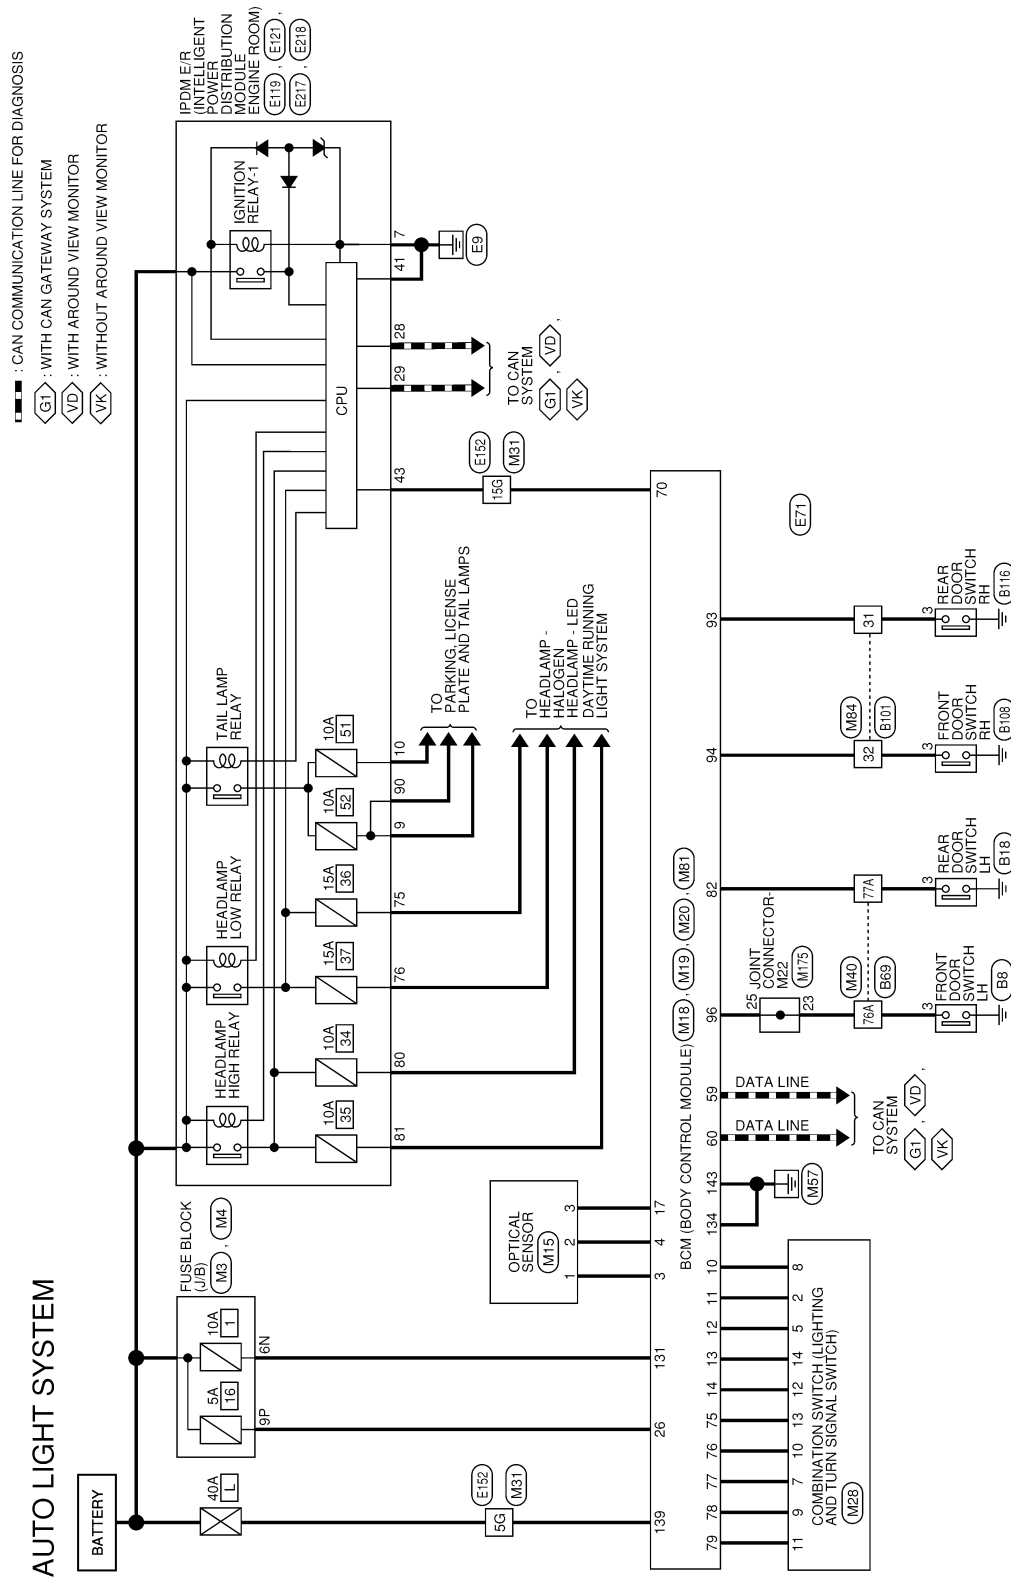 AUTO LIGHT SYSTEM
: CAN COMMUNICATION LINE FOR DIAGNOSIS
G1 : WITH CAN GATEWAY SYSTEM
VD : WITH AROUND VIEW MONITOR
VK : WITHOUT AROUND VIEW MONITOR
BATTERY
40A
L
E152
M31
5G
139
FUSE BLOCK
(J/B)
M3 , M4
5A
16
10A
1
9P
6N
26
131
IPDM E/R
(INTELLIGENT
POWER
DISTRIBUTION
MODULE
ENGINE ROOM)
E119 , E121 ,
E217 , E218
HEADLAMP
HIGH RELAY
HEADLAMP
LOW RELAY
TAIL LAMP
RELAY
IGNITION
RELAY-1
CPU
10A
35
10A
34
15A
37
15A
36
10A
52
10A
51
81
80
76
75
9
90
10
43
29
28
41
7
E9
TO
PARKING, LICENSE
PLATE AND TAIL LAMPS
TO
HEADLAMP -
HALOGEN
HEADLAMP - LED
DAYTIME RUNNING
LIGHT SYSTEM
TO CAN
SYSTEM
G1 , VD ,
VK
E152
M31
15G
70
OPTICAL
SENSOR
M15
1
2
3
3
4
17
BCM (BODY CONTROL MODULE) M18 , M19 , M20 , M81
79
78
77
76
75
14
13
12
11
10
134
143
60
59
96
82
94
93
11
9
7
10
13
12
14
5
2
8
COMBINATION SWITCH (LIGHTING
AND TURN SIGNAL SWITCH)
M28
M57
DATA LINE
DATA LINE
TO CAN
SYSTEM
G1 , VD ,
VK
25
JOINT
CONNECTOR-
M22
M175
23
M40
B69
76A
77A
M84
B101
32
31
E71
3
FRONT
DOOR
SWITCH
LH
B8
3
REAR
DOOR
SWITCH
LH
B18
3
FRONT
DOOR
SWITCH
RH
B108
3
REAR
DOOR
SWITCH
RH
B116